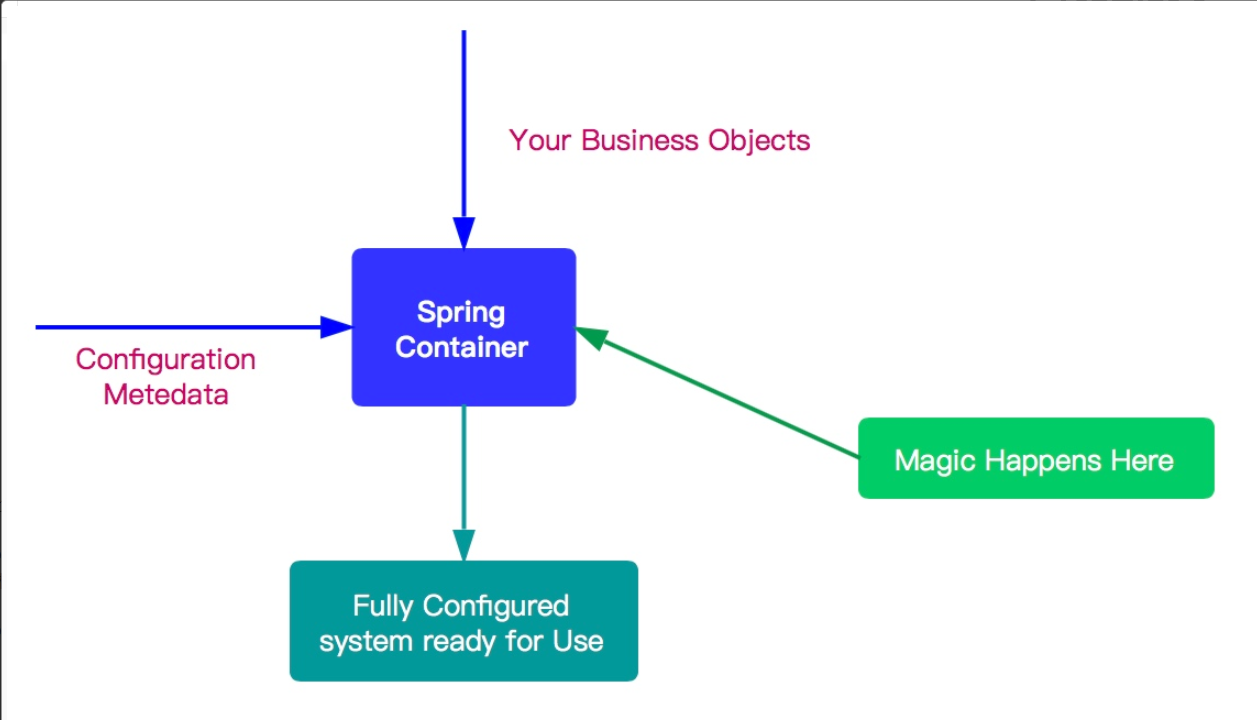 Your Business Objects
Spring
Container
Configuration
Metedata
Magic Happens Here
Fully Configured
system ready for Use